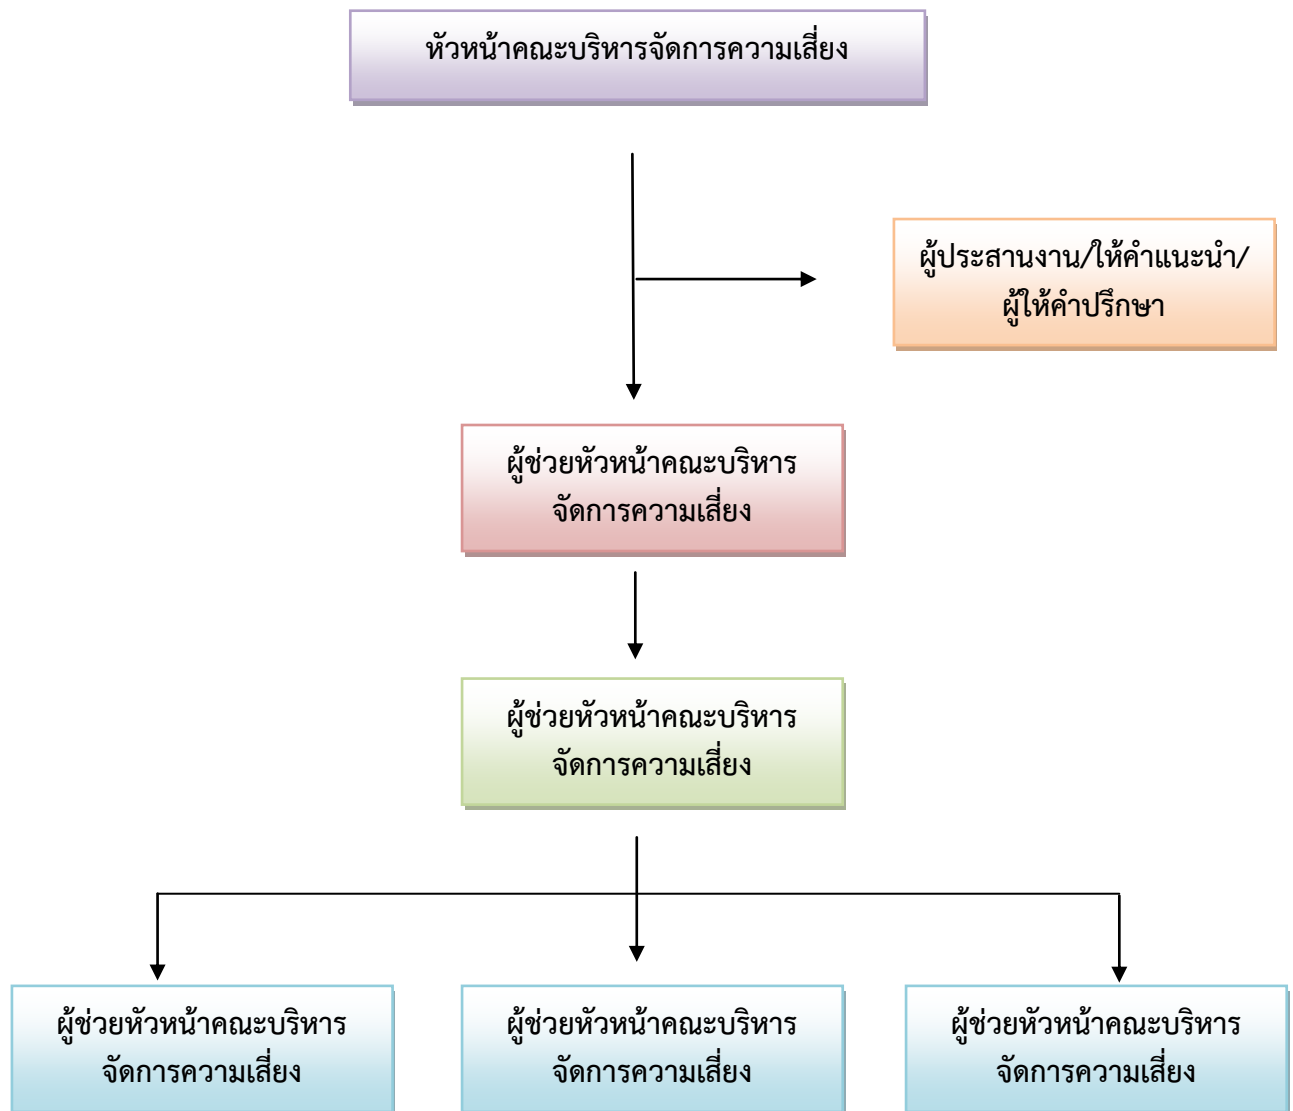 หัวหน้าคณะบริหารจัดการความเสี่ยง
ผู้ประสานงาน/ให้คำแนะนำ/
ผู้ให้คำปรึกษา
ผู้ช่วยหัวหน้าคณะบริหาร
จัดการความเสี่ยง
ผู้ช่วยหัวหน้าคณะบริหาร
จัดการความเสี่ยง
ผู้ช่วยหัวหน้าคณะบริหาร
จัดการความเสี่ยง
ผู้ช่วยหัวหน้าคณะบริหาร
จัดการความเสี่ยง
ผู้ช่วยหัวหน้าคณะบริหาร
จัดการความเสี่ยง